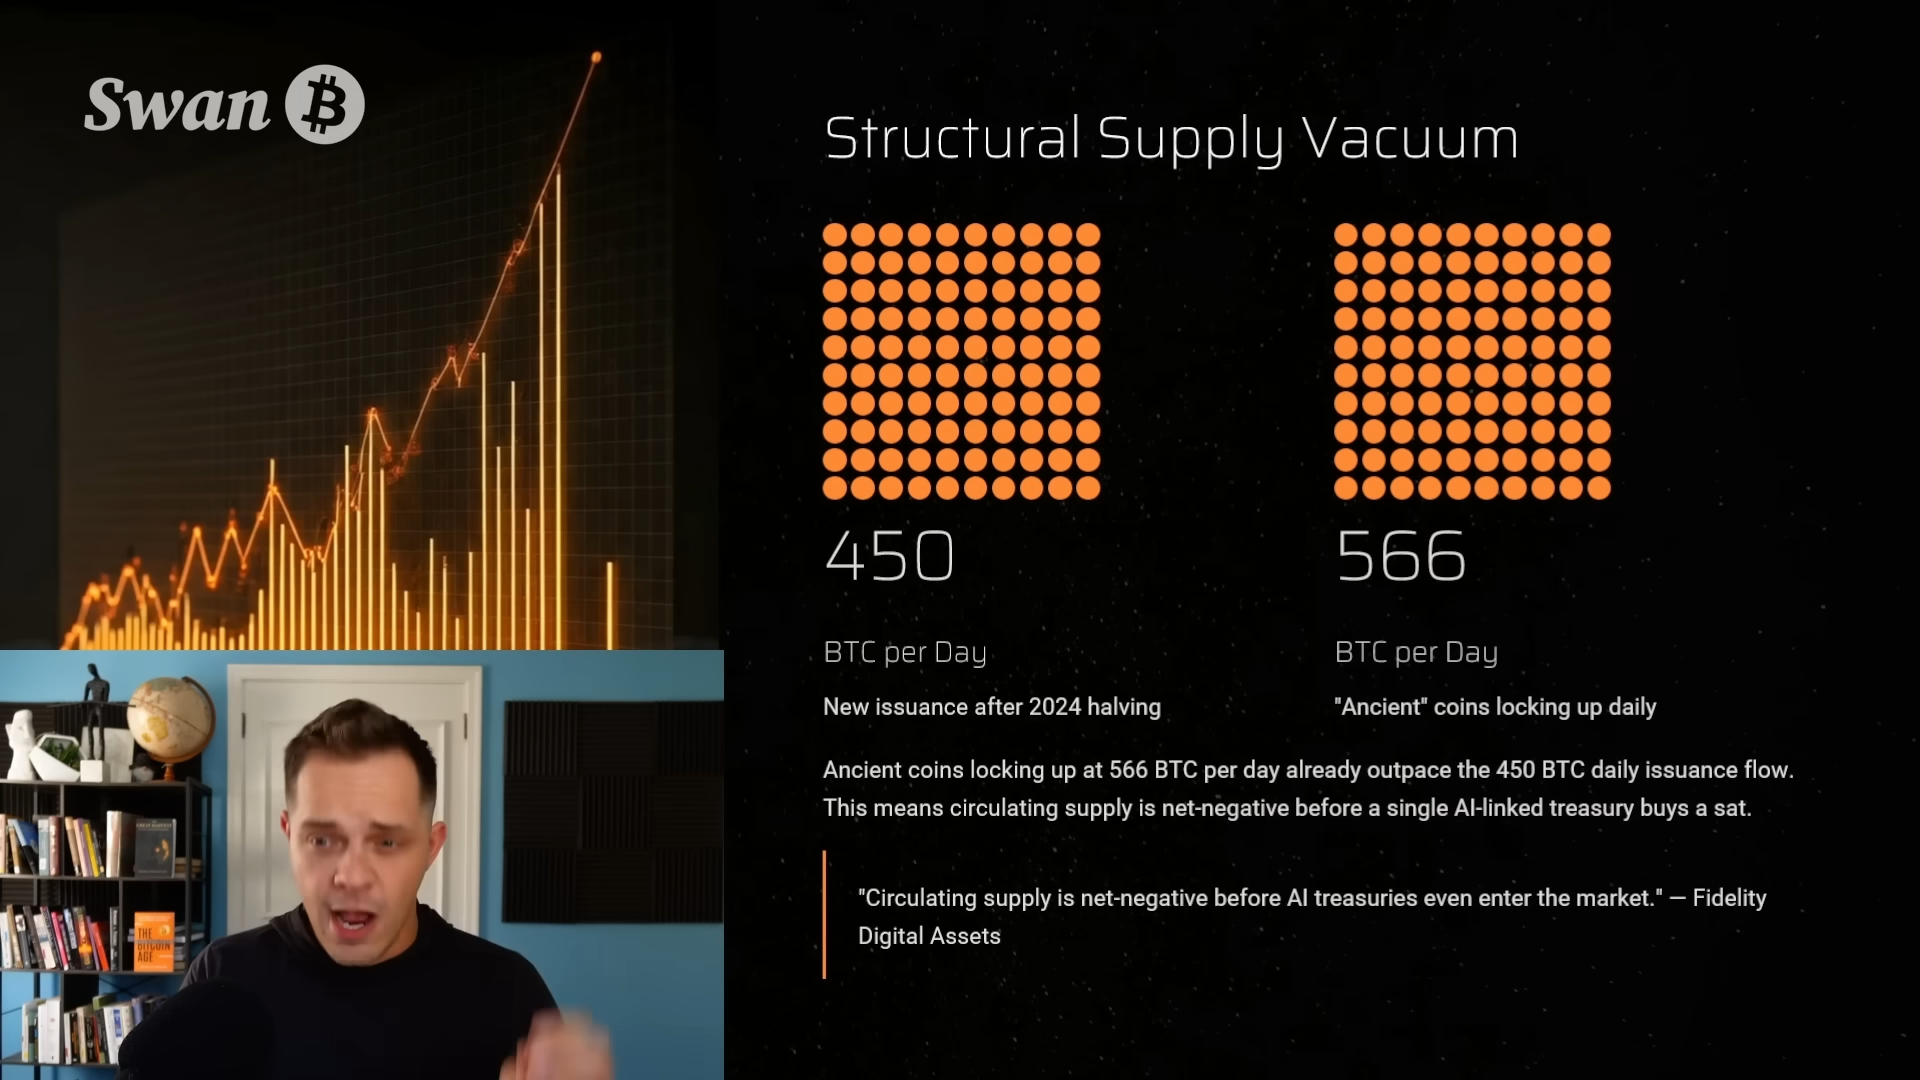 Swan
Structural Supply Vacuum
450
566
BTC per Day
BTC per Day
New issuance after 2024 halving
"Ancient" coins locking up daily
Ancient coins locking up at 566 BTC per day already outpace the 450 BTC daily issuance flow.
This means circulating supply is net-negative before a single AI-linked treasury buys a sat.
"Circulating supply is net-negative before AI treasuries even enter the market." — Fidelity
Digital Assets
THE
BITCOIN
AGE